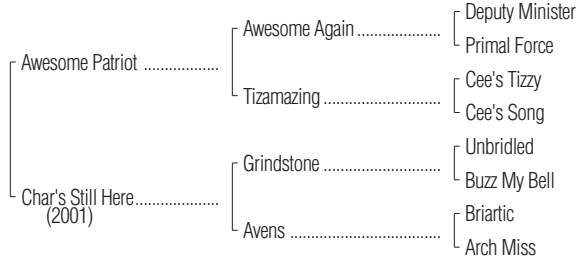 Deputy Minister
Awesome Again ...................
Primal Force
Awesome Patriot ..................
Cee's Tizzy
Tizamazing ...........................
Cee's Song
Unbridled
Grindstone ............................
Buzz My Bell
Char's Still Here....................
(2001)
Briartic
Avens ....................................
Arch Miss